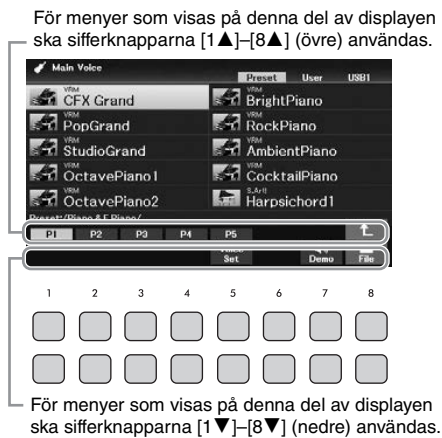 För menyer som visas på denna del av displayen
ska sifferknapparna [1▲]–[8▲] (övre) användas.
Main Voice
Preset User USB1
VRM VRM
CFX Grand BrightPiano
VRM VRM
PopGrand RockPiano
VRM VRM
StudioGrand AmbientPiano
VRM VRM
OctavePiano1 CocktailPiano
VRM S.Art!
OctavePiano2 Harpsichord1
Preset:/Piano & E.Piano/
P1 P2 P3 P4 P5
Set Demo File
1 2 3 4 5 6 7 8
För menyer som visas på denna del av displayen
ska sifferknapparna [1▼]–[8▼] (nedre) användas.